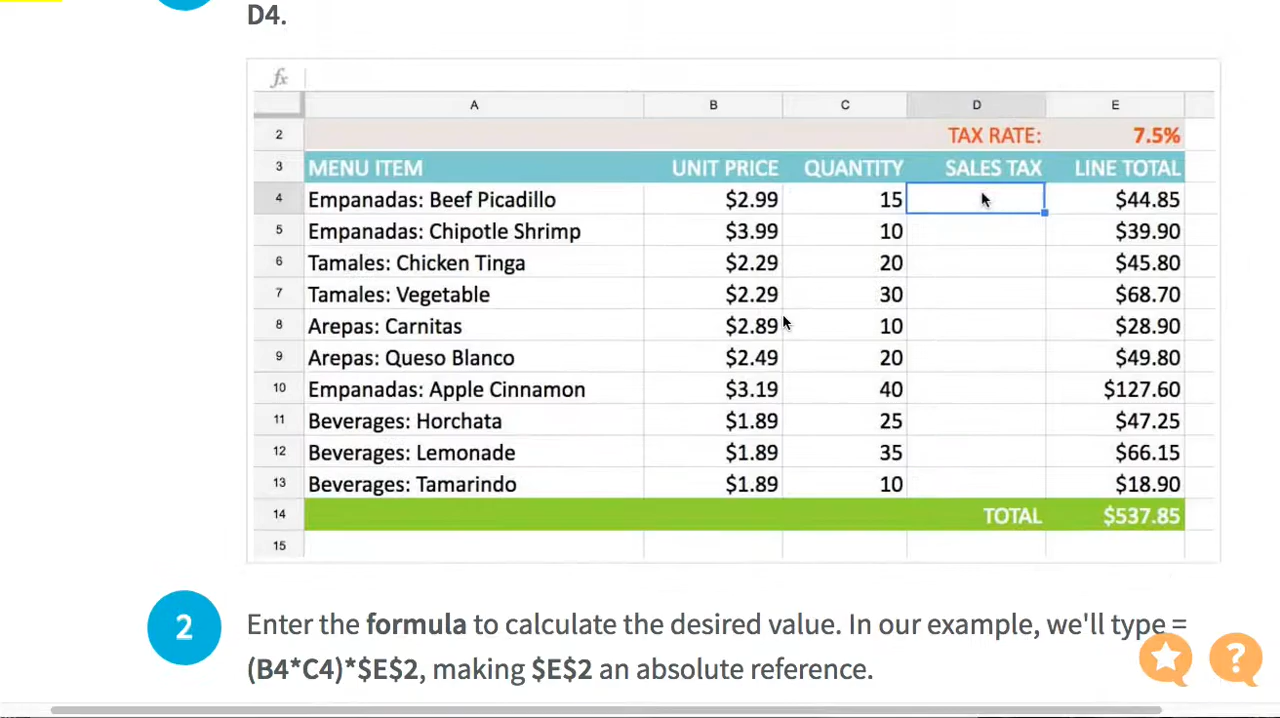 D4.
fx
A B C D E
2 TAX RATE: 7.5%
3 MENU ITEM UNIT PRICE QUANTITY SALES TAX LINE TOTAL
4 Empanadas: Beef Picadillo $2.99 15 $44.85
5 Empanadas: Chipotle Shrimp $3.99 10 $39.90
6 Tamales: Chicken Tinga $2.29 20 $45.80
7 Tamales: Vegetable $2.29 30 $68.70
8 Arepas: Carnitas $2.89 10 $28.90
9 Arepas: Queso Blanco $2.49 20 $49.80
10 Empanadas: Apple Cinnamon $3.19 40 $127.60
11 Beverages: Horchata $1.89 25 $47.25
12 Beverages: Lemonade $1.89 35 $66.15
13 Beverages: Tamarindo $1.89 10 $18.90
14 TOTAL $537.85
15
2 Enter the formula to calculate the desired value. In our example, we'll type =
(B4*C4)*$E$2, making $E$2 an absolute reference.
?